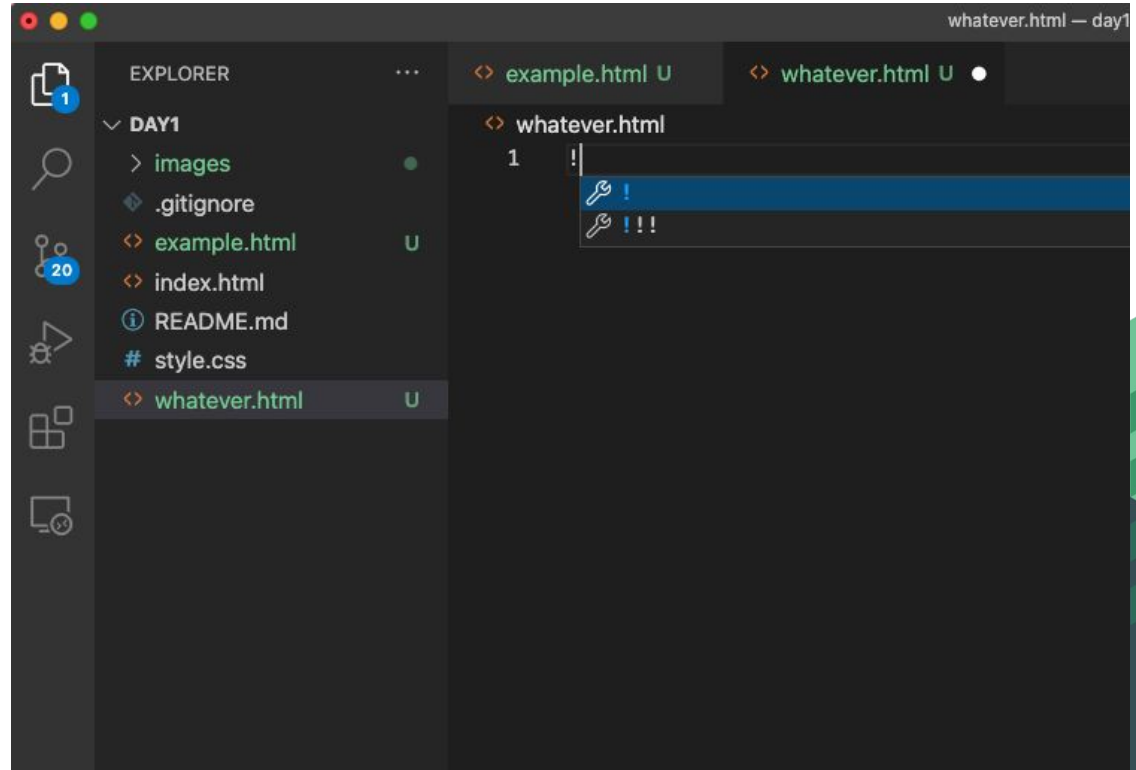 whatever.html — day1
EXPLORER ...
example.html U
whatever.html U
DAY1
whatever.html
1 !
!
!!!
images
.gitignore
example.html U
index.html
README.md
style.css
whatever.html U
1
20